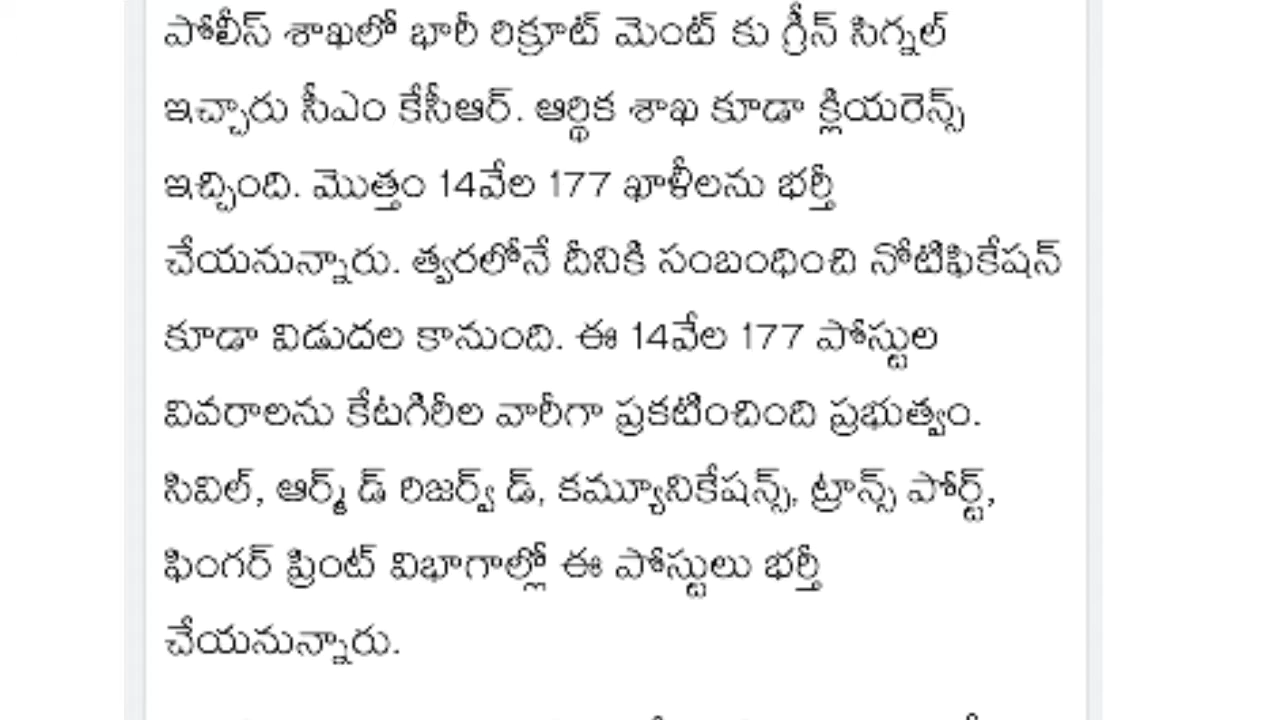 పోలీస్ శాఖలో భారీ రిక్రూట్ మెంట్ కు గ్రీన్ సిగ్నల్
ఇచ్చారు సీఎం కేసీఆర్. ఆర్థిక శాఖ కూడా క్లియరెన్స్
ఇచ్చింది. మొత్తం 14వేల 177 ఖాళీలను భర్తీ
చేయనున్నారు. త్వరలోనే దీనికి సంబంధించి నోటిఫికేషన్
కూడా విడుదల కానుంది. ఈ 14వేల 177 పోస్టుల
వివరాలను కేటగిరీల వారీగా ప్రకటించింది ప్రభుత్వం.
సివిల్, ఆర్మ్ డ్ రిజర్వ్ డ్, కమ్యూనికేషన్స్, ట్రాన్స్ పోర్ట్,
ఫింగర్ ప్రింట్ విభాగాల్లో ఈ పోస్టులు భర్తీ
చేయనున్నారు.